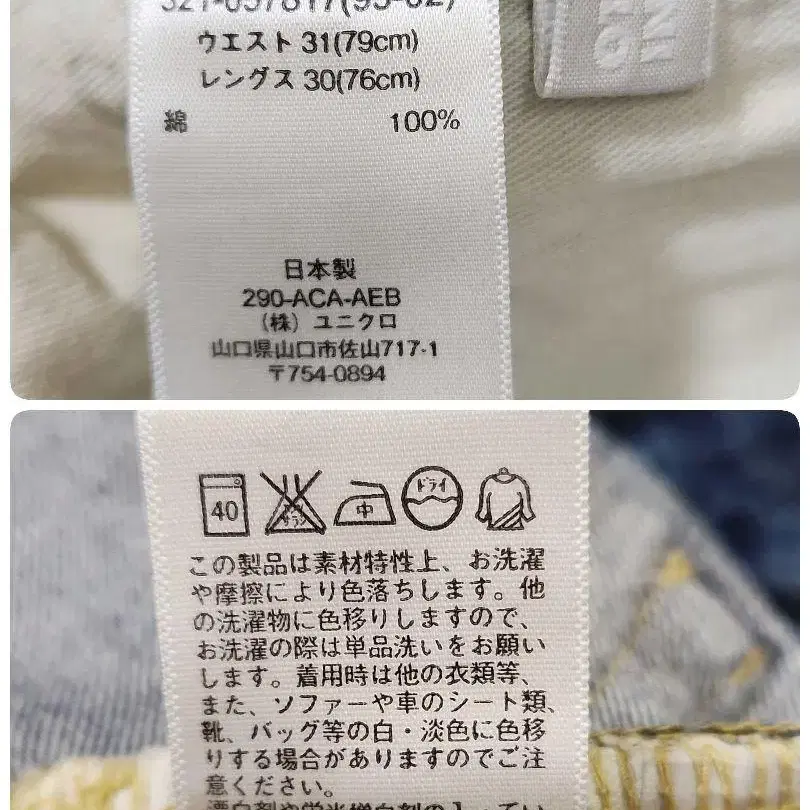 321-057817(95-02)
ウエスト 31(79cm)
レングス 30(76cm)
綿 100%
日本製
290-ACA-AEB
(株) ユニクロ
山口県山口市佐山717-1
〒754-0894
40 中 ドライ
この製品は素材特性上、お洗濯
や摩擦により色落ちします。他
の洗濯物に色移りしますので、
お洗濯の際は単品洗いをお願い
します。着用時は他の衣類等、
また、ソファーや車のシート類、
靴、バッグ等の白・淡色に色移
りする場合がありますのでご注
意ください。